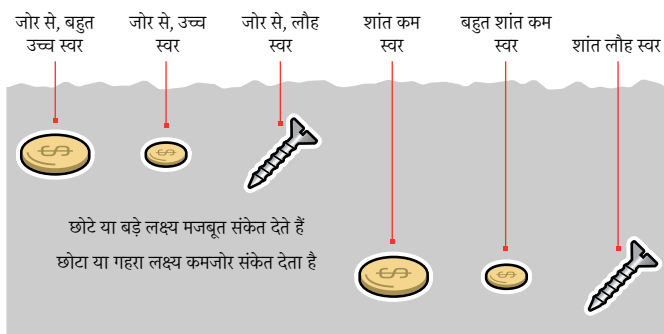 जोर से, बहुत
उच्च स्वर
जोर से, उच्च
स्वर
जोर से, लौह
स्वर
शांत कम
स्वर
बहुत शांत कम
स्वर
शांत लौह स्वर
छोटे या बड़े लक्ष्य मजबूत संकेत देते हैं
छोटा या गहरा लक्ष्य कमजोर संकेत देता है
$
$
$
$